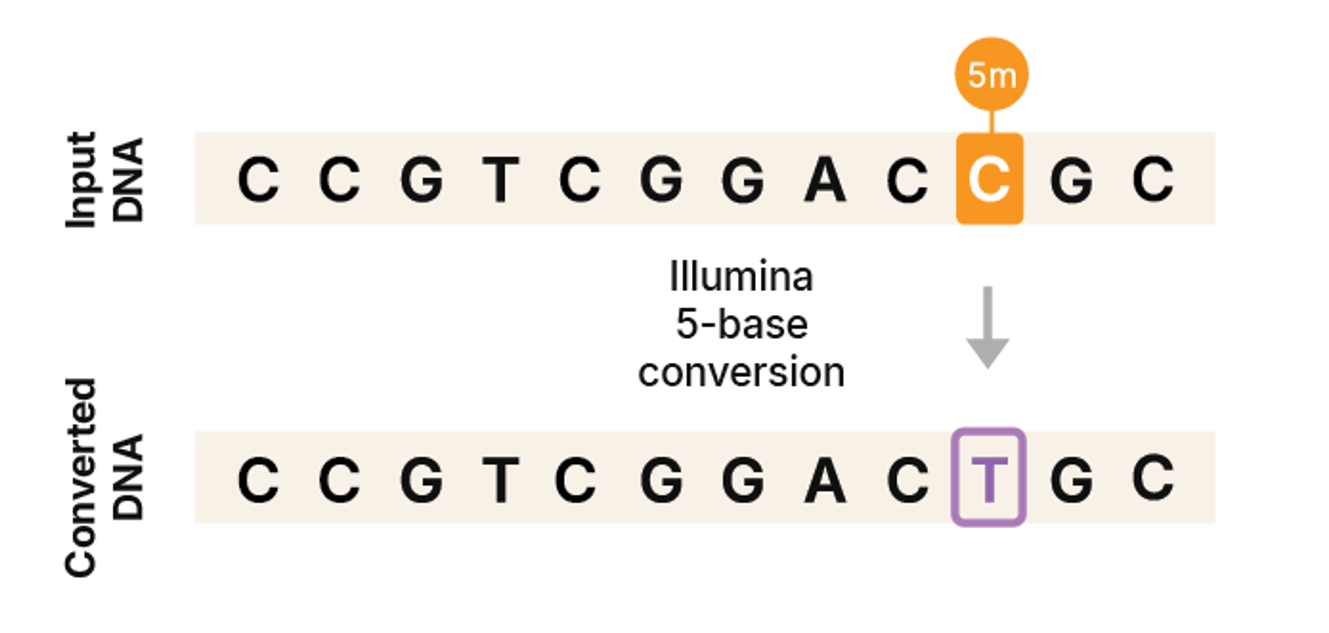 5m
Input
DNA
C C G T C G G A C C G C
Illumina
5-base
conversion
Converted
DNA
C C G T C G G A C T G C